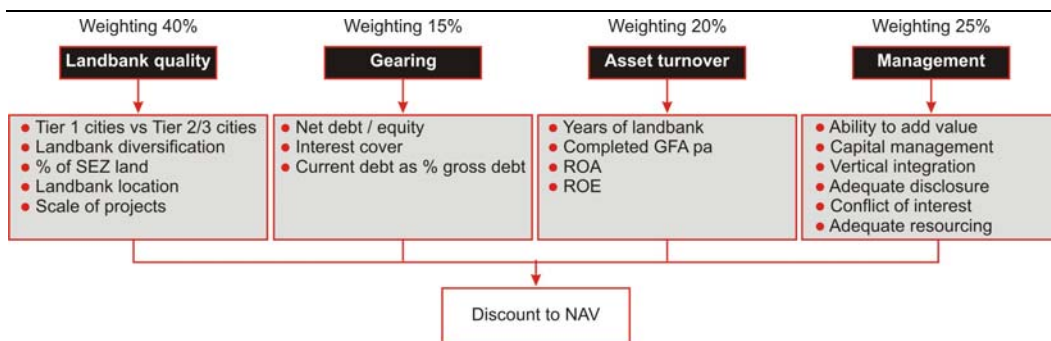 Weighting 40%
Weighting 15%
Weighting 20%
Weighting 25%
Landbank quality
Gearing
Asset turnover
Management
Tier 1 cities vs Tier 2/3 cities
Landbank diversification
% of SEZ land
Landbank location
Scale of projects
Net debt / equity
Interest cover
Current debt as % gross debt
Years of landbank
Completed GFA pa
ROA
ROE
Ability to add value
Capital management
Vertical integration
Adequate disclosure
Conflict of interest
Adequate resourcing
Discount to NAV